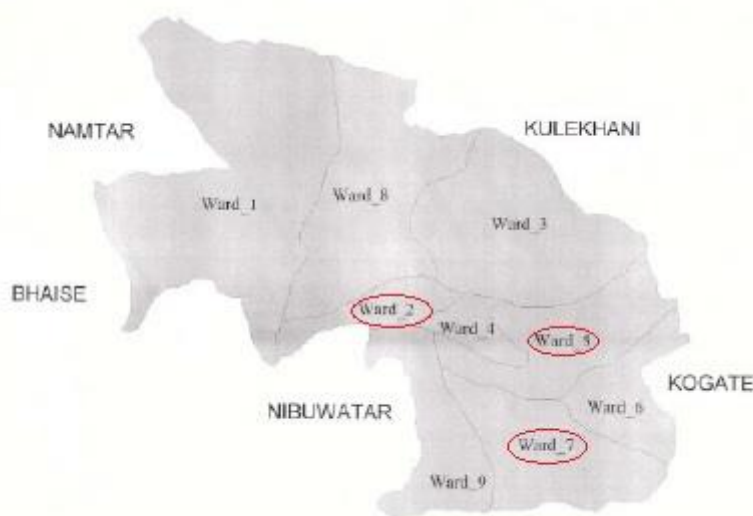 NAMTAR
KULEKHANI
Ward_1
Ward_8
Ward_3
BHAISE
Ward_2
Ward_4
Ward_5
KOGATE
NIBUWATAR
Ward_6
Ward_7
Ward_9